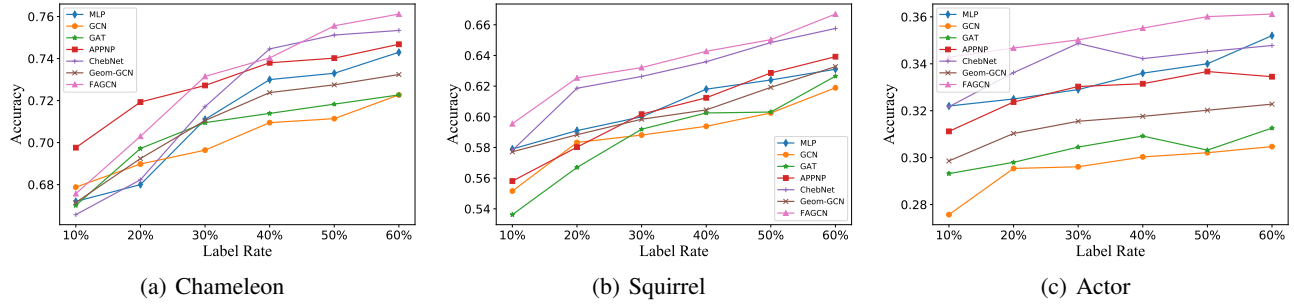 0.76
0.74
0.72
0.70
0.68
Accuracy
MLP
GCN
GAT
APPNP
ChebNet
Geom-GCN
FAGCN
10% 20% 30% 40% 50% 60%
Label Rate
(a) Chameleon
0.66
0.64
0.62
0.60
0.58
0.56
0.54
Accuracy
MLP
GCN
GAT
APPNP
ChebNet
Geom-GCN
FAGCN
10% 20% 30% 40% 50% 60%
Label Rate
(b) Squirrel
0.36
0.34
0.32
0.30
0.28
Accuracy
MLP
GCN
GAT
APPNP
ChebNet
Geom-GCN
FAGCN
10% 20% 30% 40% 50% 60%
Label Rate
(c) Actor